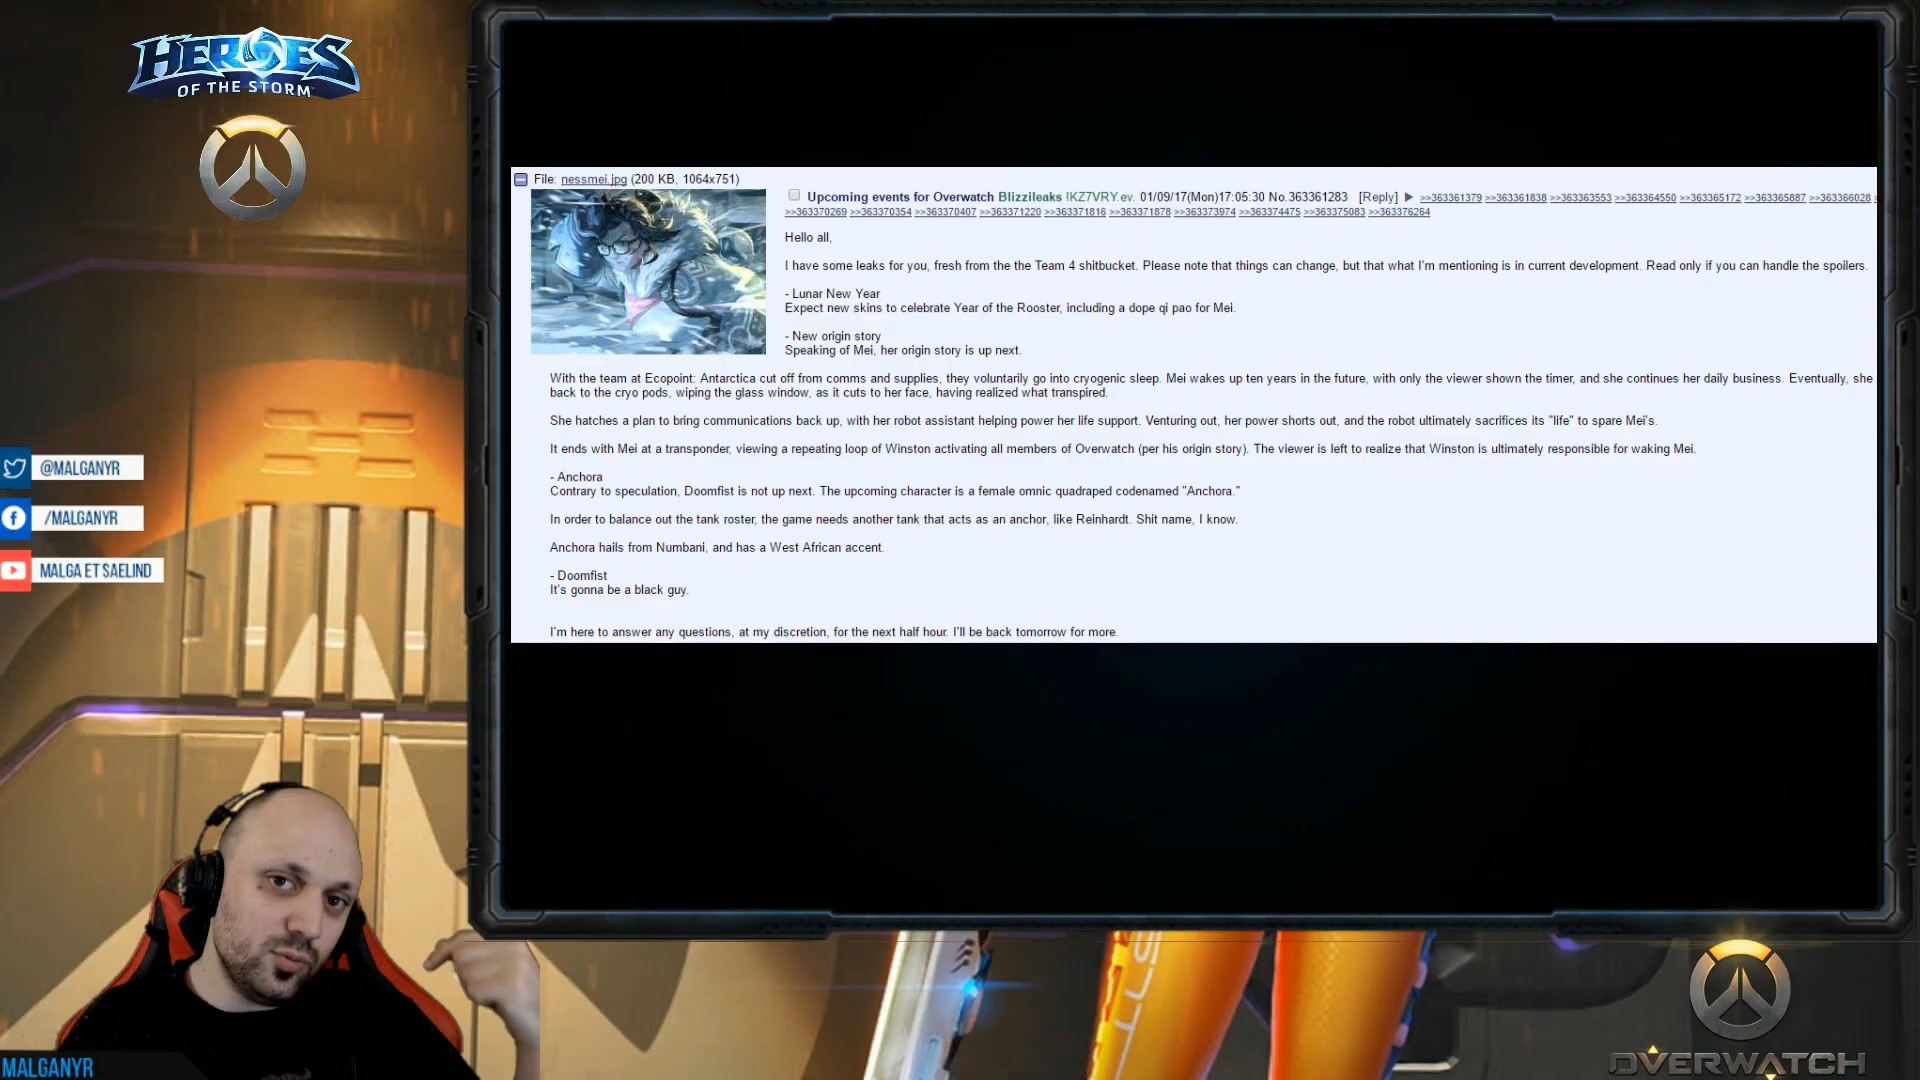 HEROES
OF THE STORM
File: nessmei.jpg (200 KB, 1064x751)
Upcoming events for Overwatch Blizzileaks !KZ7VRY.ev. 01/09/17(Mon)17:05:30 No.363361283 [Reply] ▶ >>363361379 >>363361838 >>363363553 >>363364550 >>363365172 >>363365887 >>363366028
>>363370269 >>363370354 >>363370407 >>363371220 >>363371816 >>363371878 >>363373974 >>363374475 >>363375083 >>363376264
Hello all,
I have some leaks for you, fresh from the the Team 4 shitbucket. Please note that things can change, but that what I'm mentioning is in current development. Read only if you can handle the spoilers.
- Lunar New Year
Expect new skins to celebrate Year of the Rooster, including a dope qi pao for Mei.
- New origin story
Speaking of Mei, her origin story is up next.
With the team at Ecopoint: Antarctica cut off from comms and supplies, they voluntarily go into cryogenic sleep. Mei wakes up ten years in the future, with only the viewer shown the timer, and she continues her daily business. Eventually, she
back to the cryo pods, wiping the glass window, as it cuts to her face, having realized what transpired.
She hatches a plan to bring communications back up, with her robot assistant helping power her life support. Venturing out, her power shorts out, and the robot ultimately sacrifices its "life" to spare Mei's.
It ends with Mei at a transponder, viewing a repeating loop of Winston activating all members of Overwatch (per his origin story). The viewer is left to realize that Winston is ultimately responsible for waking Mei.
- Anchora
Contrary to speculation, Doomfist is not up next. The upcoming character is a female omnic quadraped codenamed "Anchora."
In order to balance out the tank roster, the game needs another tank that acts as an anchor, like Reinhardt. Shit name, I know.
Anchora hails from Numbani, and has a West African accent.
- Doomfist
It's gonna be a black guy.
I'm here to answer any questions, at my discretion, for the next half hour. I'll be back tomorrow for more.
@MALGANYR
/MALGANYR
MALGA ET SAELIND
MALGANYR
OVERWATCH